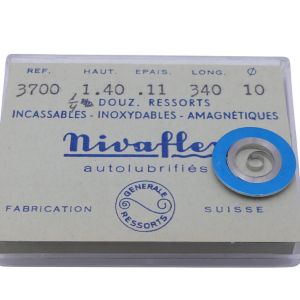 REF. HAUT. EPAIS. LONG. Ø
3700 1.40 .11 340 10
DOUZ. RESSORTS
INCASSABLES - INOXYDABLES - AMAGNÉTIQUES
Nivaflex
autolubrifiés
GENERALE RESSORTS
FABRICATION SUISSE